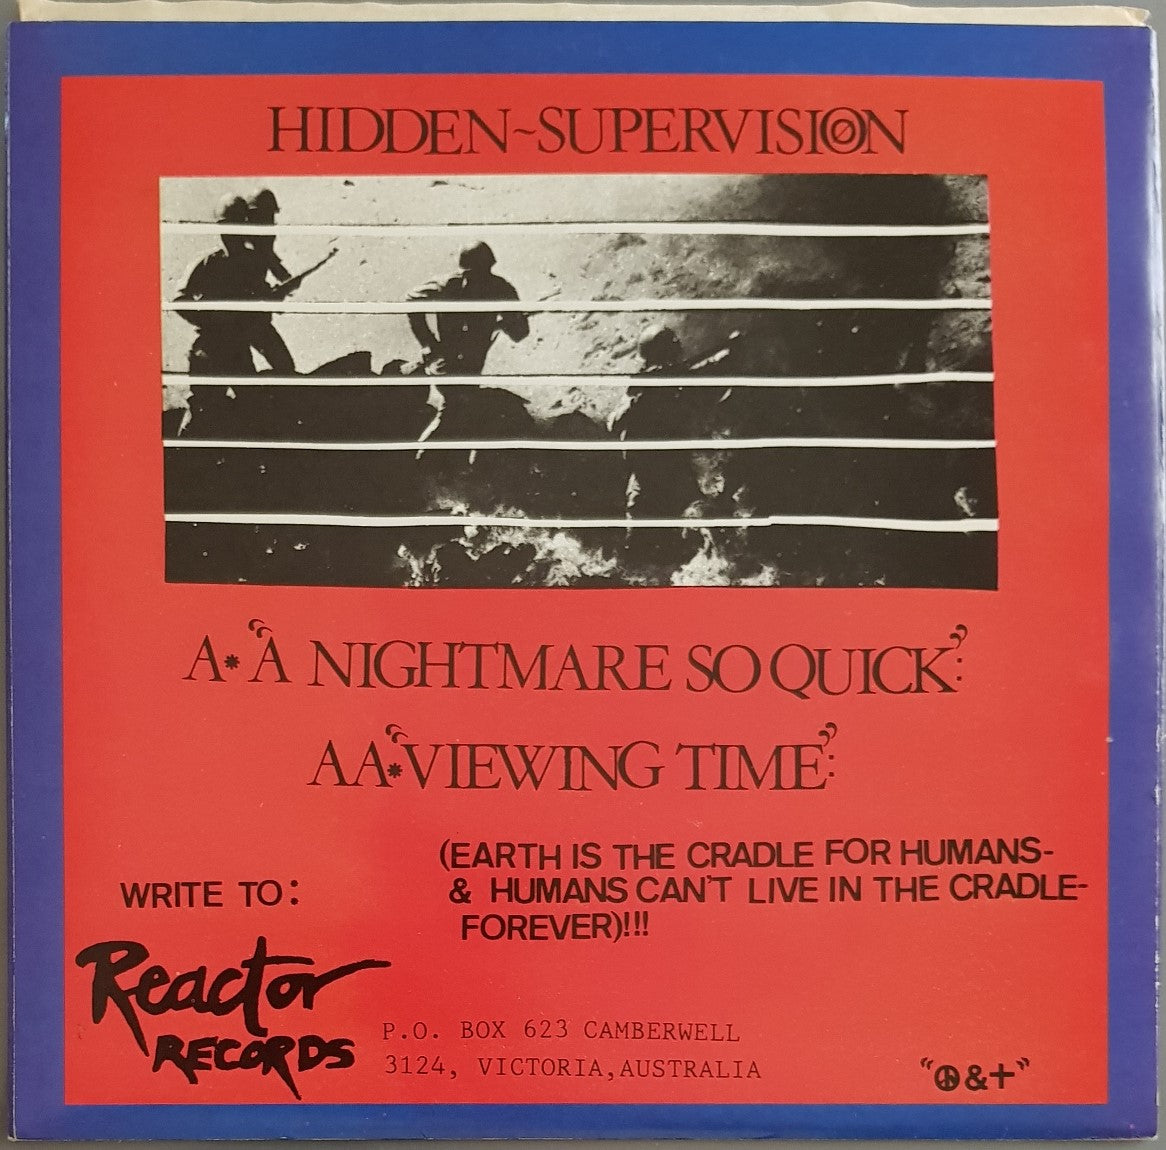 HIDDEN~SUPERVISIØN
A* "A NIGHTMARE SO QUICK":
AA*"VIEWING TIME":
(EARTH IS THE CRADLE FOR HUMANS-
& HUMANS CAN'T LIVE IN THE CRADLE-
FOREVER)!!!
WRITE TO:
Reactor
RECORDS
P.O. BOX 623 CAMBERWELL
3124, VICTORIA, AUSTRALIA
"☮&+"